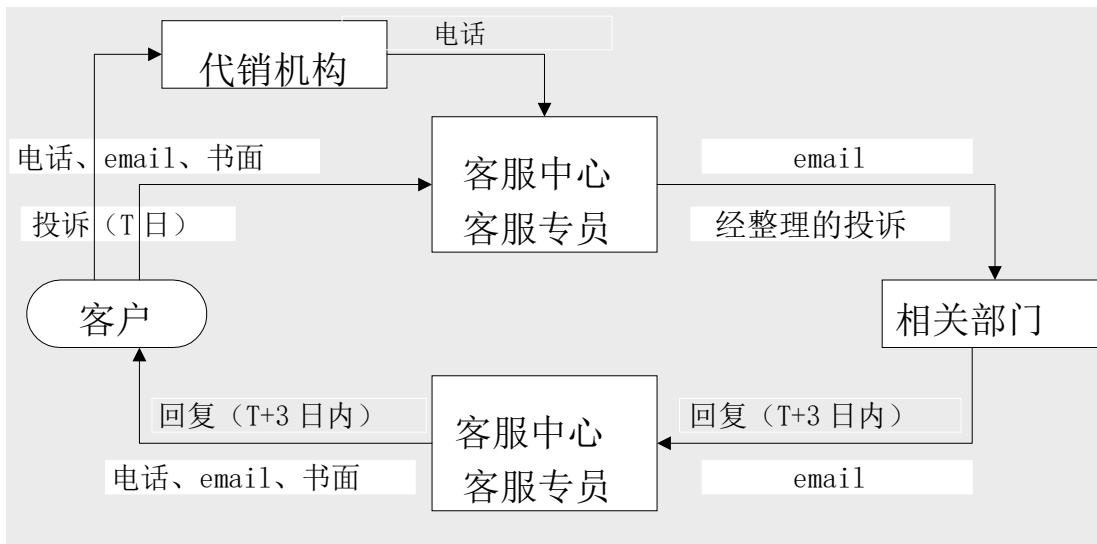 电话
代销机构
电话、email、书面
客服中心
客服专员
email
投诉（T 日）
经整理的投诉
客户
相关部门
回复（T+3 日内）
客服中心
客服专员
回复（T+3 日内）
电话、email、书面
email